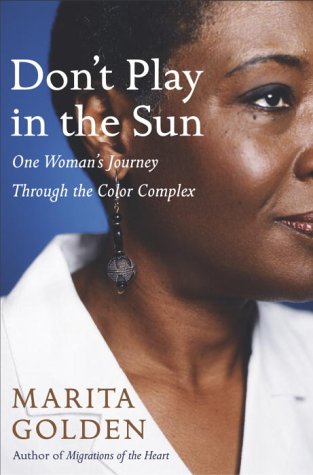 Don't Play
in the Sun
One Woman's Journey
Through the Color Complex
MARITA
GOLDEN
Author of Migrations of the Heart